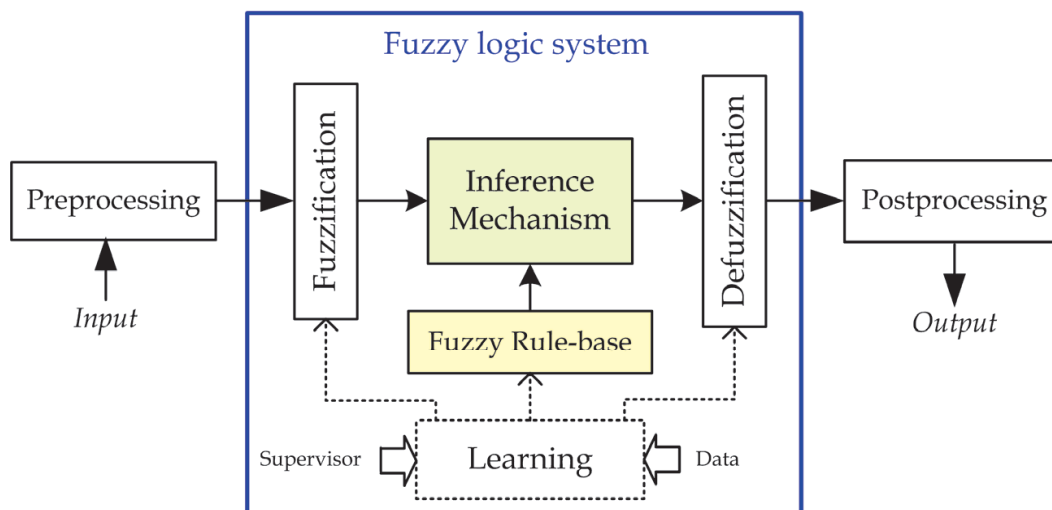 Fuzzy logic system
Preprocessing
Input
Fuzzification
Inference
Mechanism
Fuzzy Rule-base
Defuzzification
Postprocessing
Output
Supervisor
Learning
Data